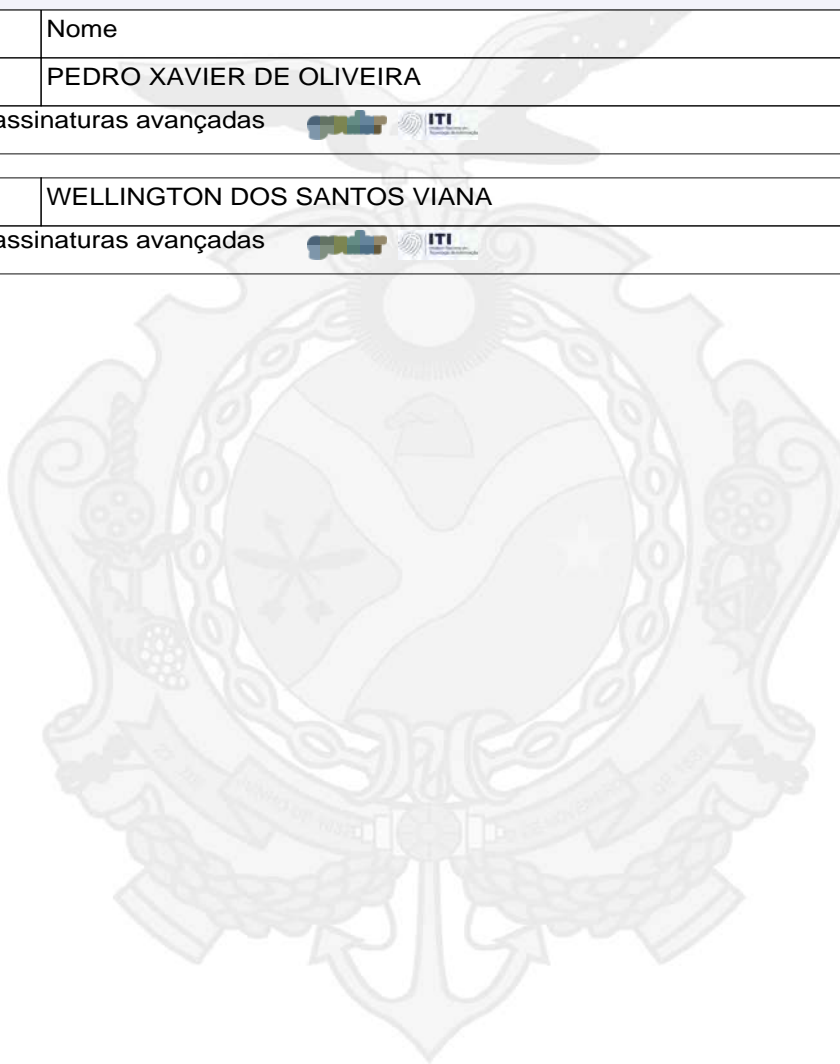 Nome
PEDRO XAVIER DE OLIVEIRA
assinaturas avançadas ITI
WELLINGTON DOS SANTOS VIANA
assinaturas avançadas ITI